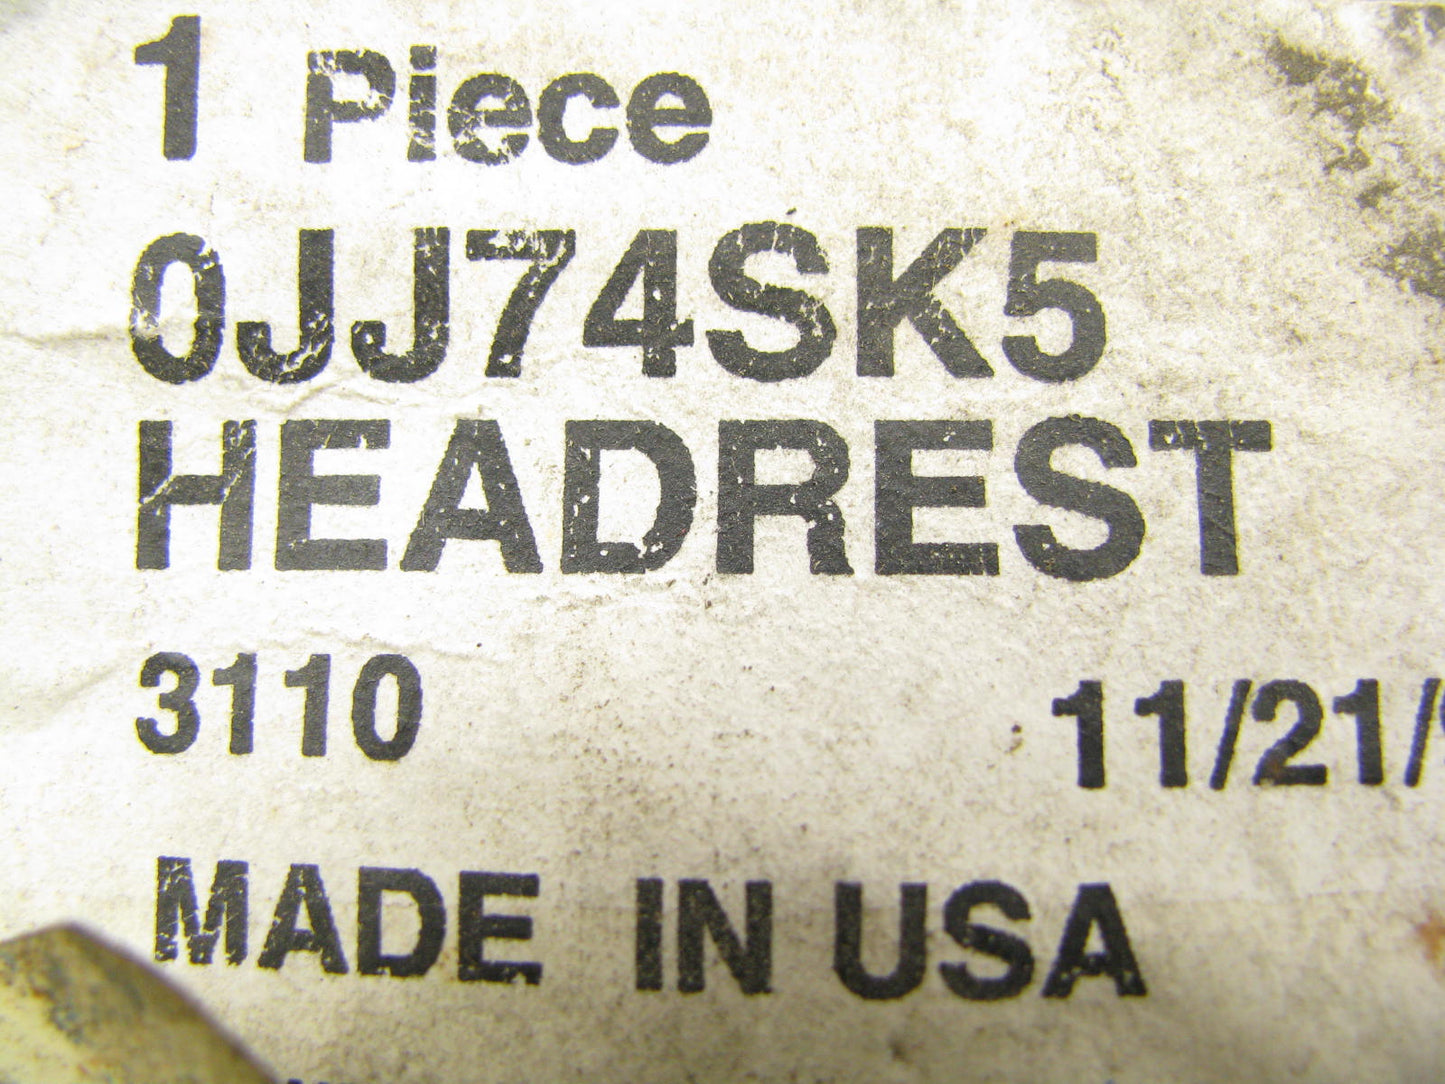 1 Piece
0JJ74SK5
HEADREST
3110 11/21/
MADE IN USA